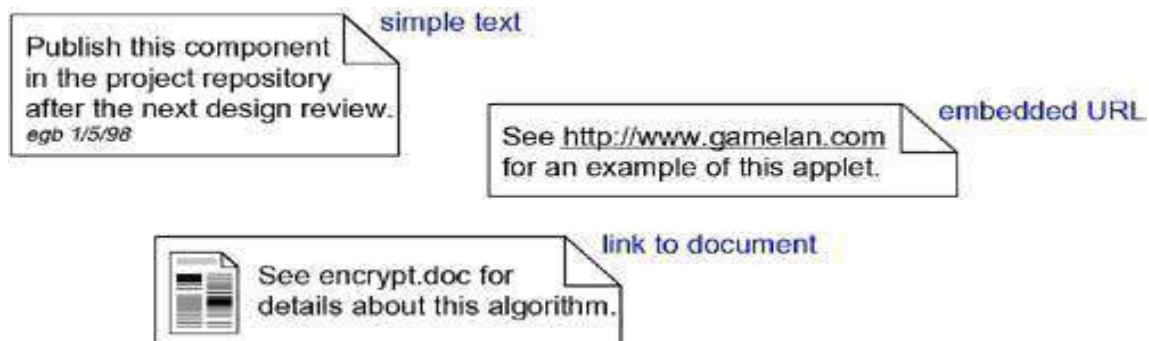 simple text
Publish this component
in the project repository
after the next design review.
egb 1/5/98
embedded URL
See http://www.gamelan.com
for an example of this applet.
link to document
See encrypt.doc for
details about this algorithm.